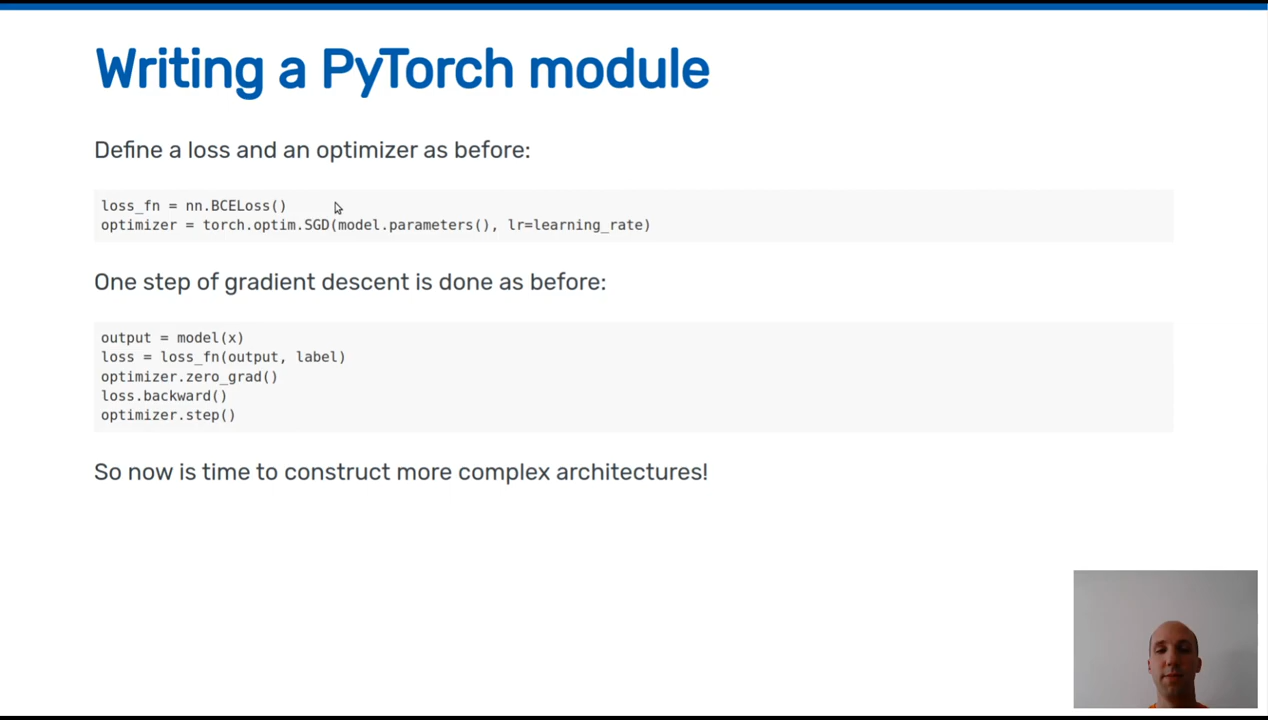 Writing a PyTorch module
Define a loss and an optimizer as before:
loss_fn = nn.BCELoss()
optimizer = torch.optim.SGD(model.parameters(), lr=learning_rate)
One step of gradient descent is done as before:
output = model(x)
loss = loss_fn(output, label)
optimizer.zero_grad()
loss.backward()
optimizer.step()
So now is time to construct more complex architectures!